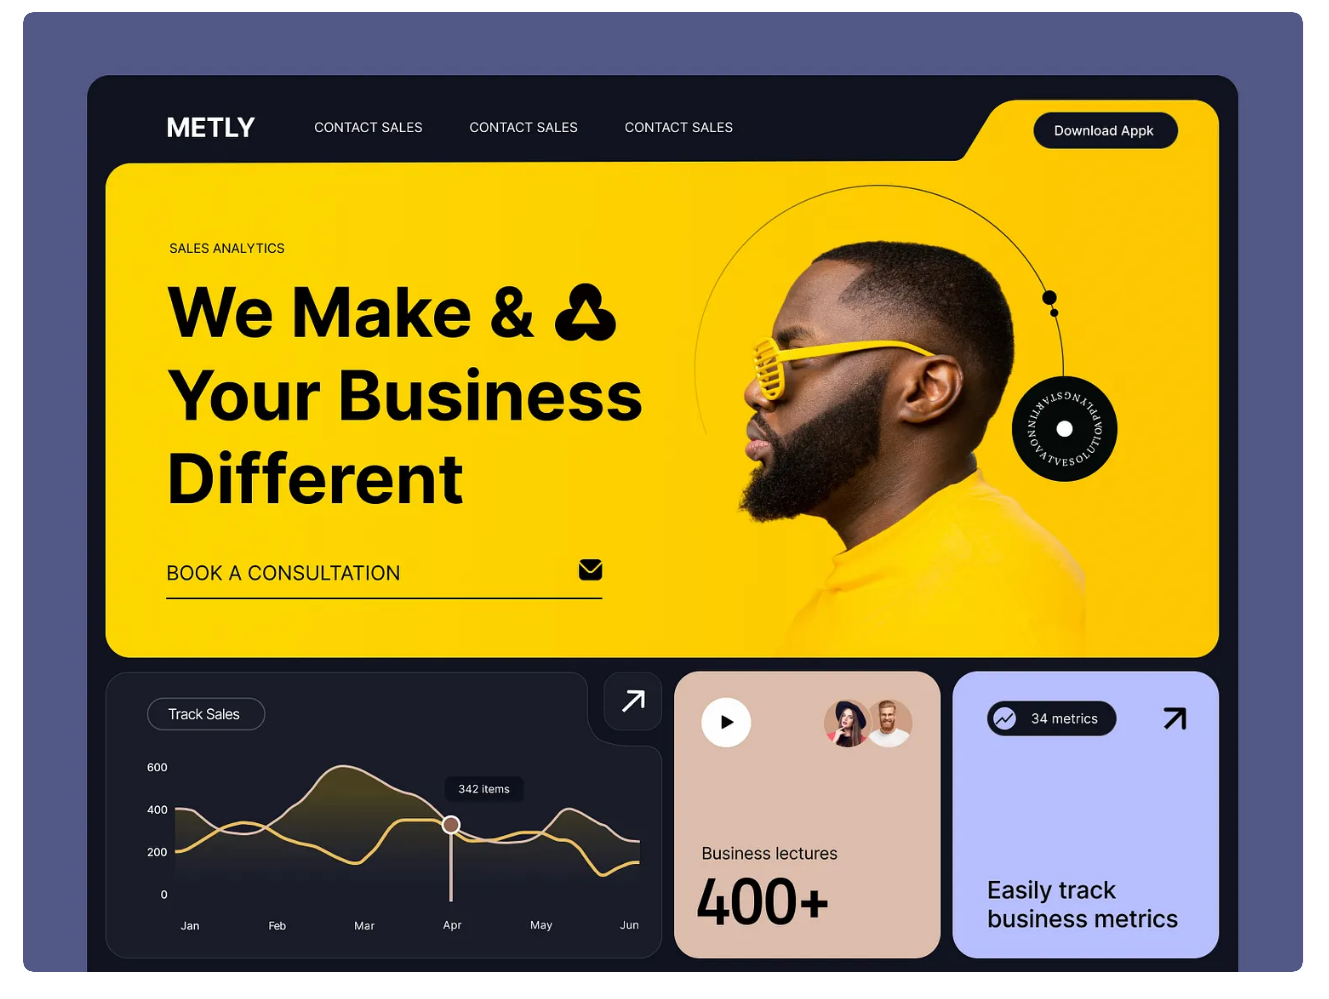 METLY
CONTACT SALES
CONTACT SALES
CONTACT SALES
Download Appk
SALES ANALYTICS
We Make &
Your Business
Different
BOOK A CONSULTATION
INNOVATVESOLUTIOAPPLYNGSTART
Track Sales
600
400
200
0
342 items
Jan
Feb
Mar
Apr
May
Jun
Business lectures
400+
34 metrics
Easily track
business metrics